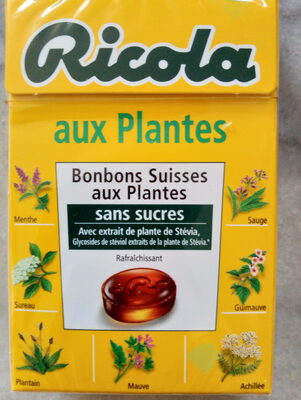 Ricola
aux Plantes
Bonbons Suisses
aux Plantes
sans sucres
Avec extrait de plante de Stévia,
Glycosides de stéviol extraits de la plante de Stévia.*
Rafraîchissant
Menthe
Sauge
Sureau
Guimauve
Plantain
Mauve
Achillée